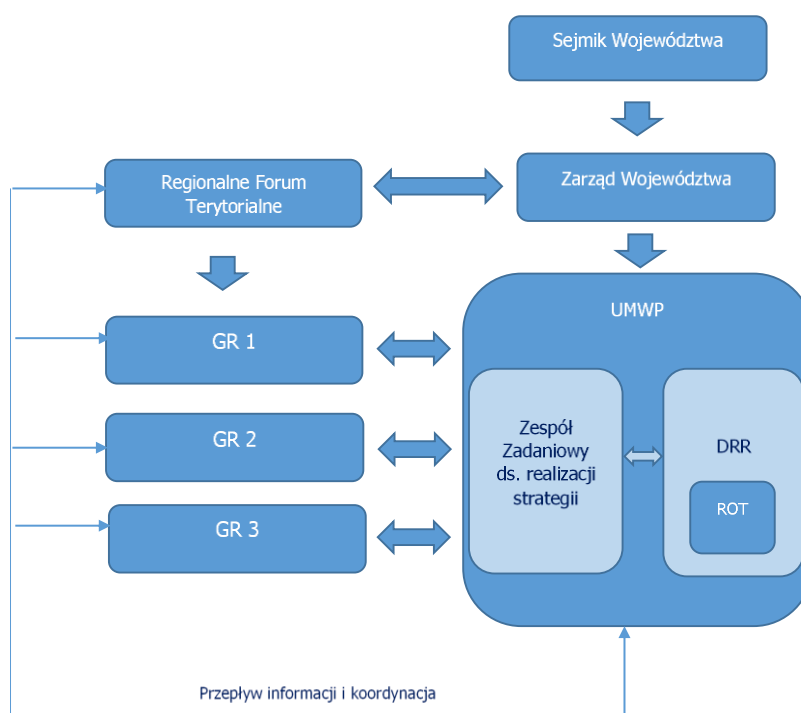 Sejmik Województwa
Regionalne Forum
Terytorialne
Zarząd Województwa
UMWP
GR 1
GR 2
GR 3
Zespół
Zadaniowy
ds. realizacji
strategii
DRR
ROT
Przepływ informacji i koordynacja